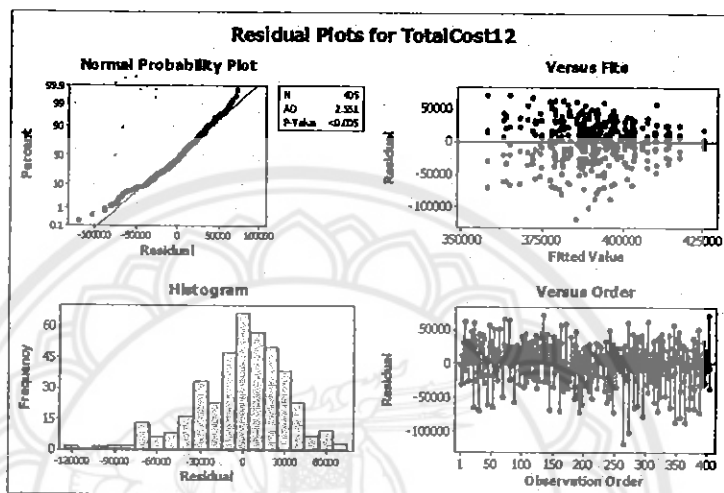 Residual Plots for TotalCost12
Normal Probability Plot
99.9
99
90
50
10
1
0.1
Percent
-100000 -50000 0 50000 100000
Residual
N 405
AD 2.551
P-Value <0.005
Versus Fits
50000
0
-50000
-100000
Residual
350000 375000 400000 425000
Fitted Value
Histogram
60
45
30
15
0
Frequency
-120000 -90000 -60000 -30000 0 30000 60000
Residual
Versus Order
50000
0
-50000
-100000
Residual
1 50 100 150 200 250 300 350 400
Observation Order